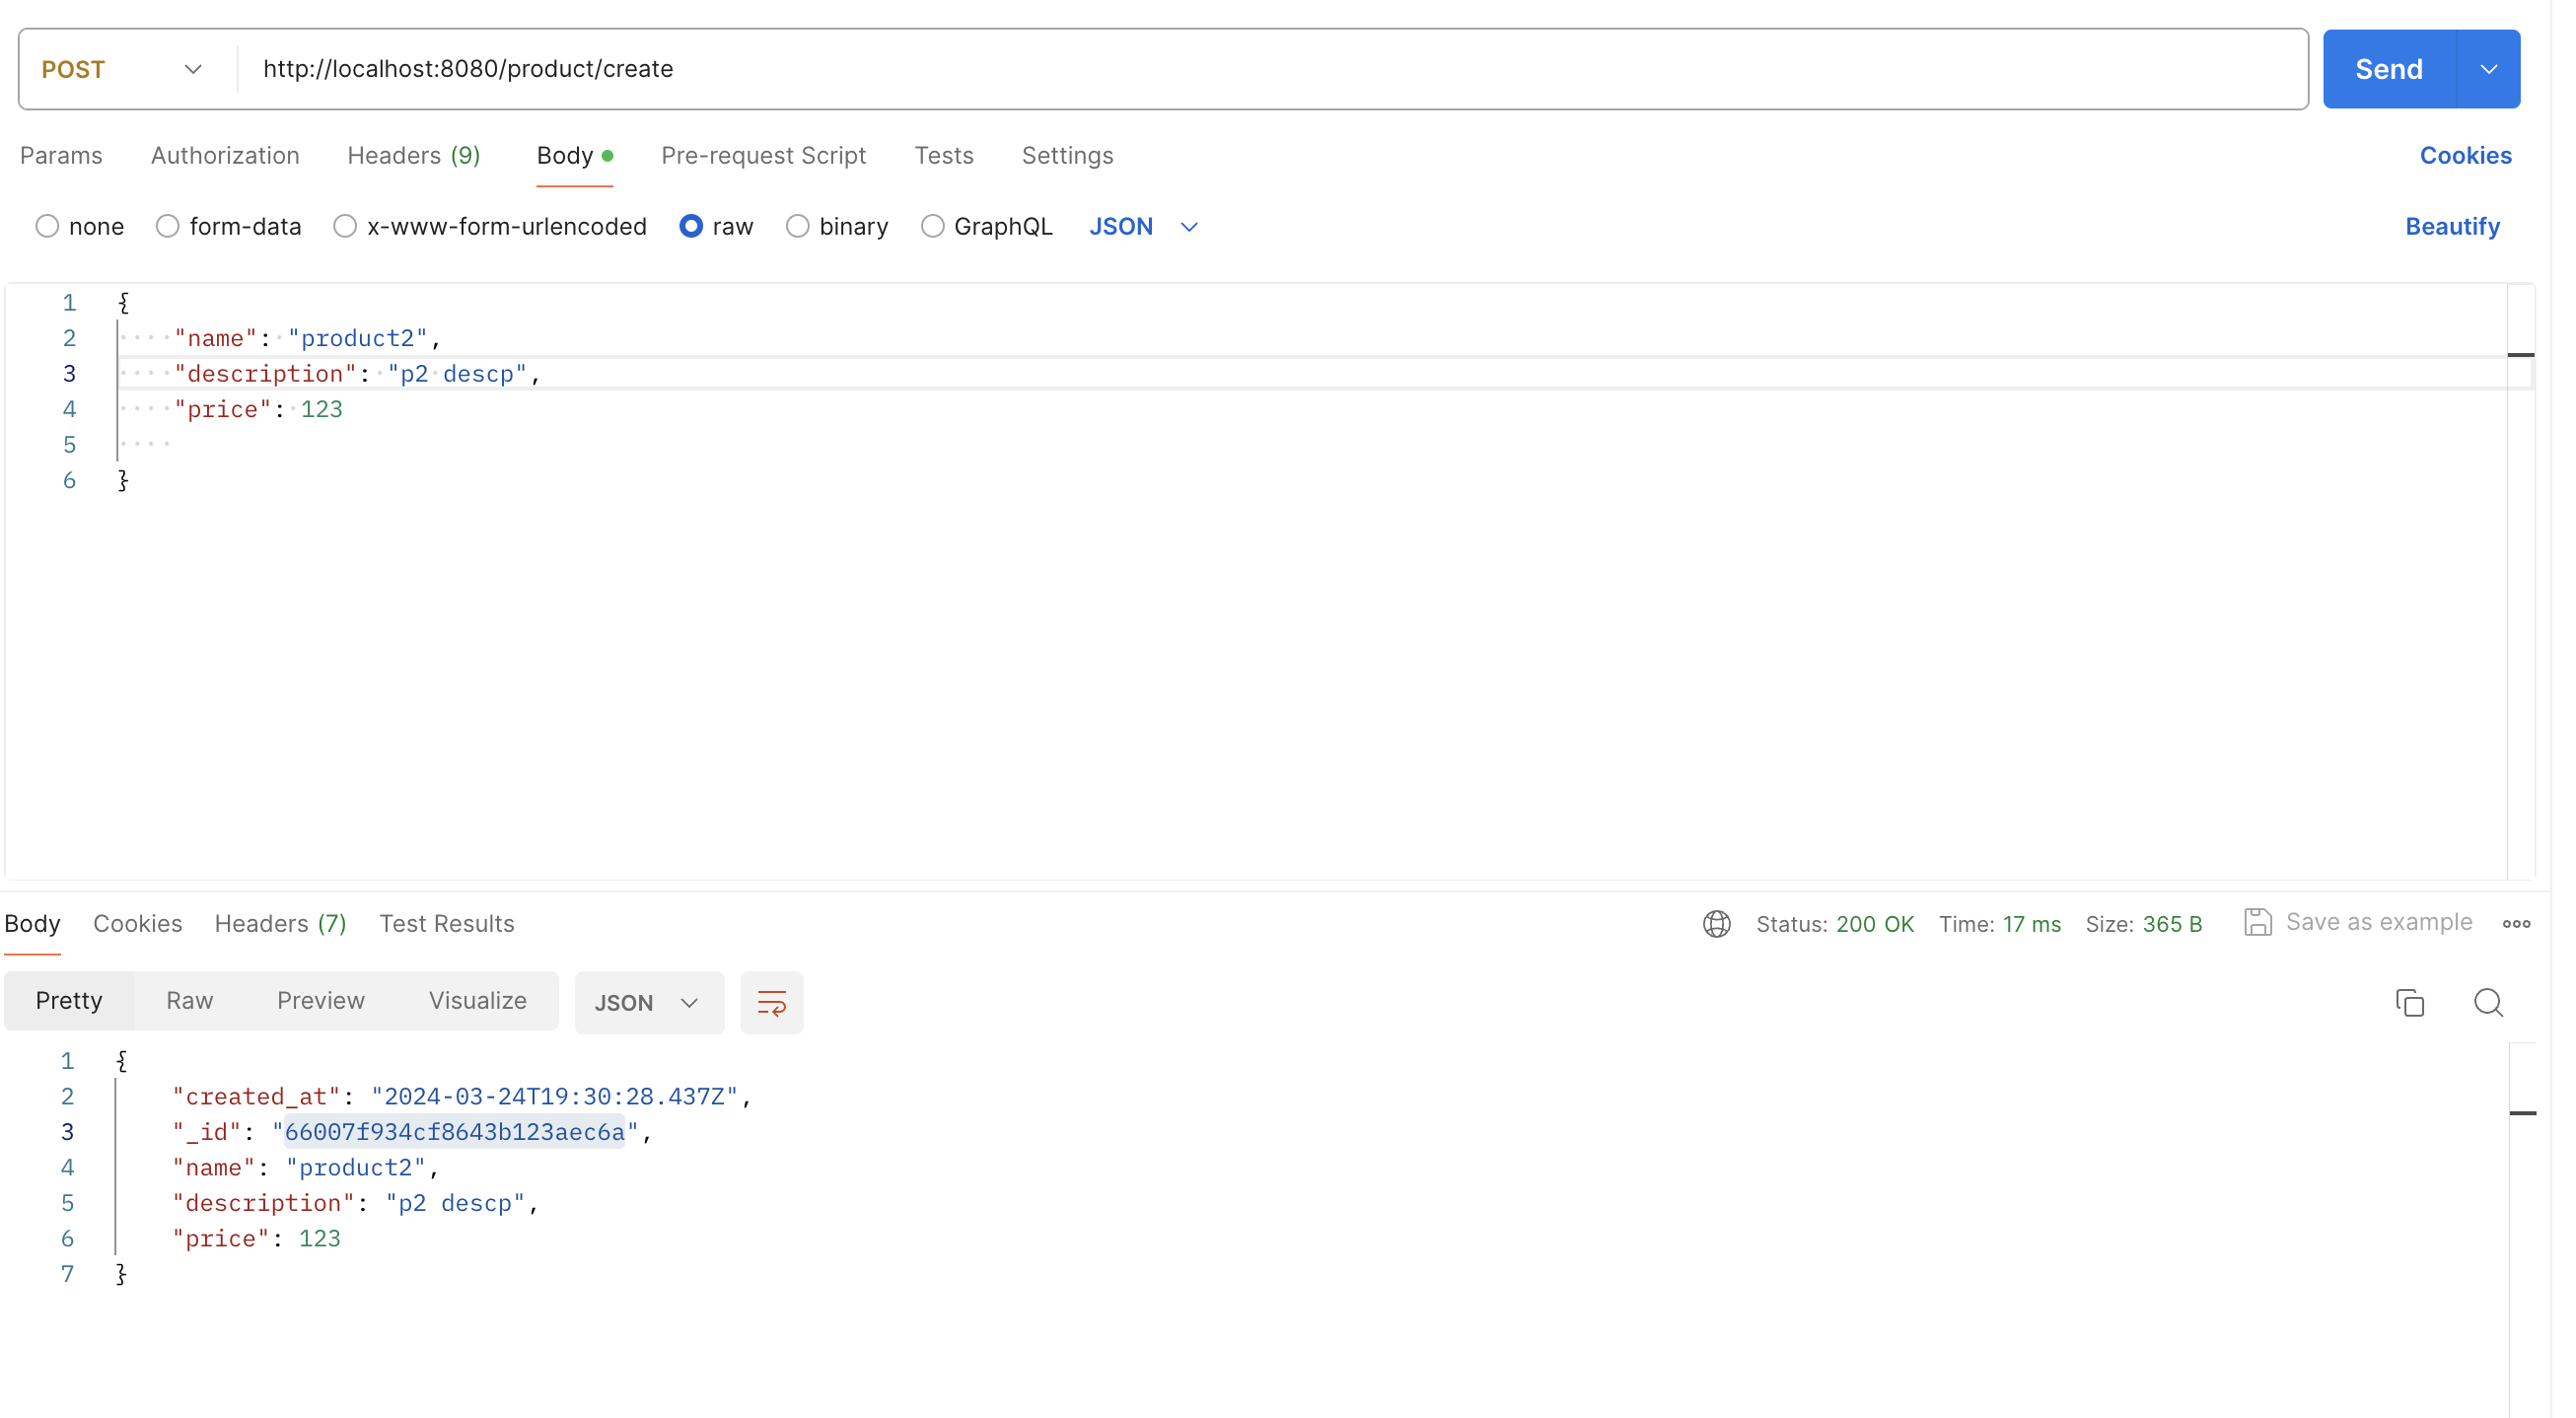 POST http://localhost:8080/product/create Send
Params Authorization Headers (9) Body Pre-request Script Tests Settings Cookies
none form-data x-www-form-urlencoded raw binary GraphQL JSON Beautify
1 {
2 "name": "product2",
3 "description": "p2 descp",
4 "price": 123
5
6 }
Body Cookies Headers (7) Test Results Status: 200 OK Time: 17 ms Size: 365 B Save as example
Pretty Raw Preview Visualize JSON
1 {
2 "created_at": "2024-03-24T19:30:28.437Z",
3 "_id": "66007f934cf8643b123aec6a",
4 "name": "product2",
5 "description": "p2 descp",
6 "price": 123
7 }